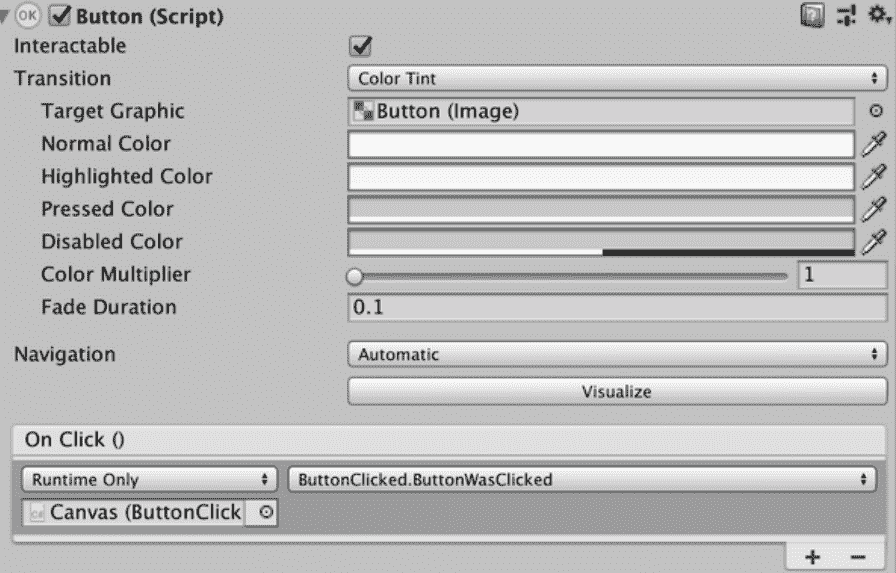 OK Button (Script)
Interactable
Transition Color Tint
Target Graphic Button (Image)
Normal Color
Highlighted Color
Pressed Color
Disabled Color
Color Multiplier 1
Fade Duration 0.1
Navigation Automatic
Visualize
On Click ()
Runtime Only ButtonClicked.ButtonWasClicked
Canvas (ButtonClick